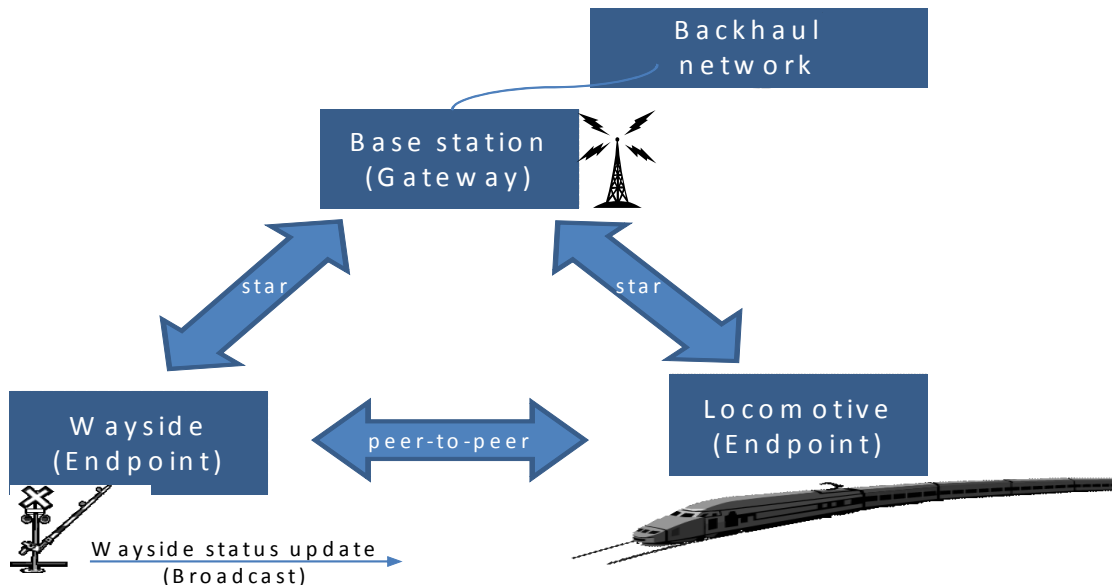 Backhaul
network
Base station
(Gateway)
star
star
Wayside
(Endpoint)
peer-to-peer
Locomotive
(Endpoint)
Wayside status update
(Broadcast)